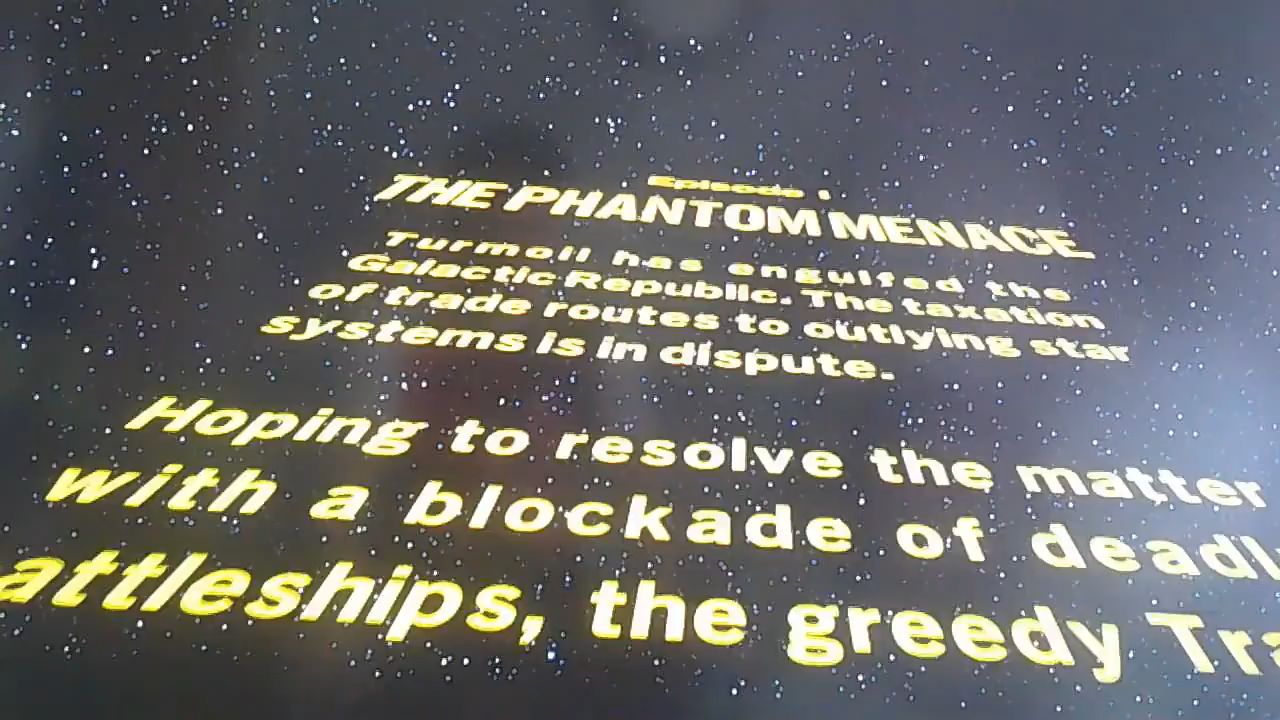 Episode I
THE PHANTOM MENACE
Turmoil has engulfed the
Galactic Republic. The taxation
of trade routes to outlying star
systems is in dispute.
Hoping to resolve the matter
with a blockade of deadl
attleships, the greedy Tra